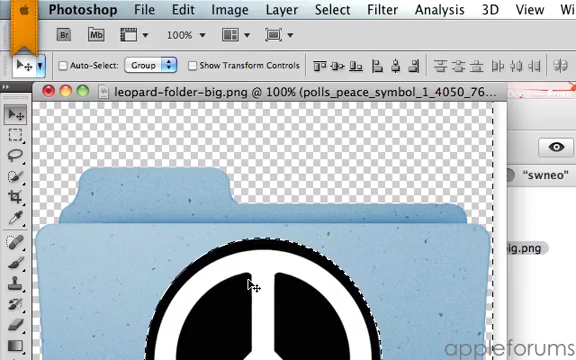 Photoshop File Edit Image Layer Select Filter Analysis 3D View Wi
Br Mb 100%
Auto-Select: Group Show Transform Controls
leopard-folder-big.png @ 100% (polls_peace_symbol_1_4050_76...
"swneo"
big.png
appleforums